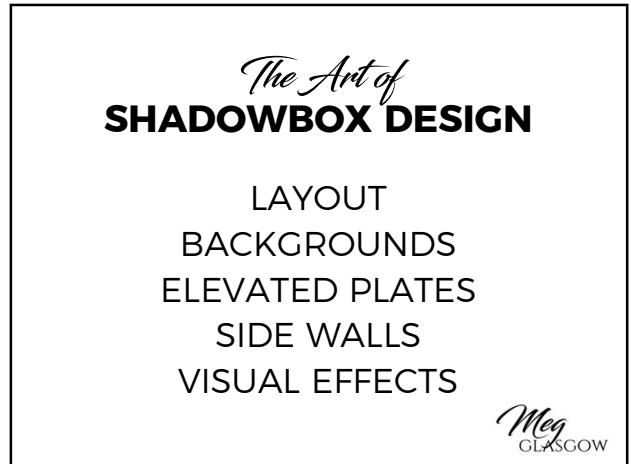 The Art of
SHADOWBOX DESIGN
LAYOUT
BACKGROUNDS
ELEVATED PLATES
SIDE WALLS
VISUAL EFFECTS
Meg
GLASGOW